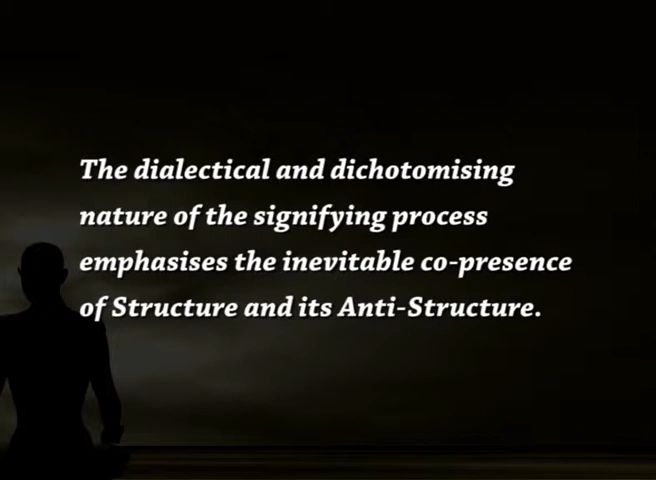 The dialectical and dichotomising
nature of the signifying process
emphasises the inevitable co-presence
of Structure and its Anti-Structure.